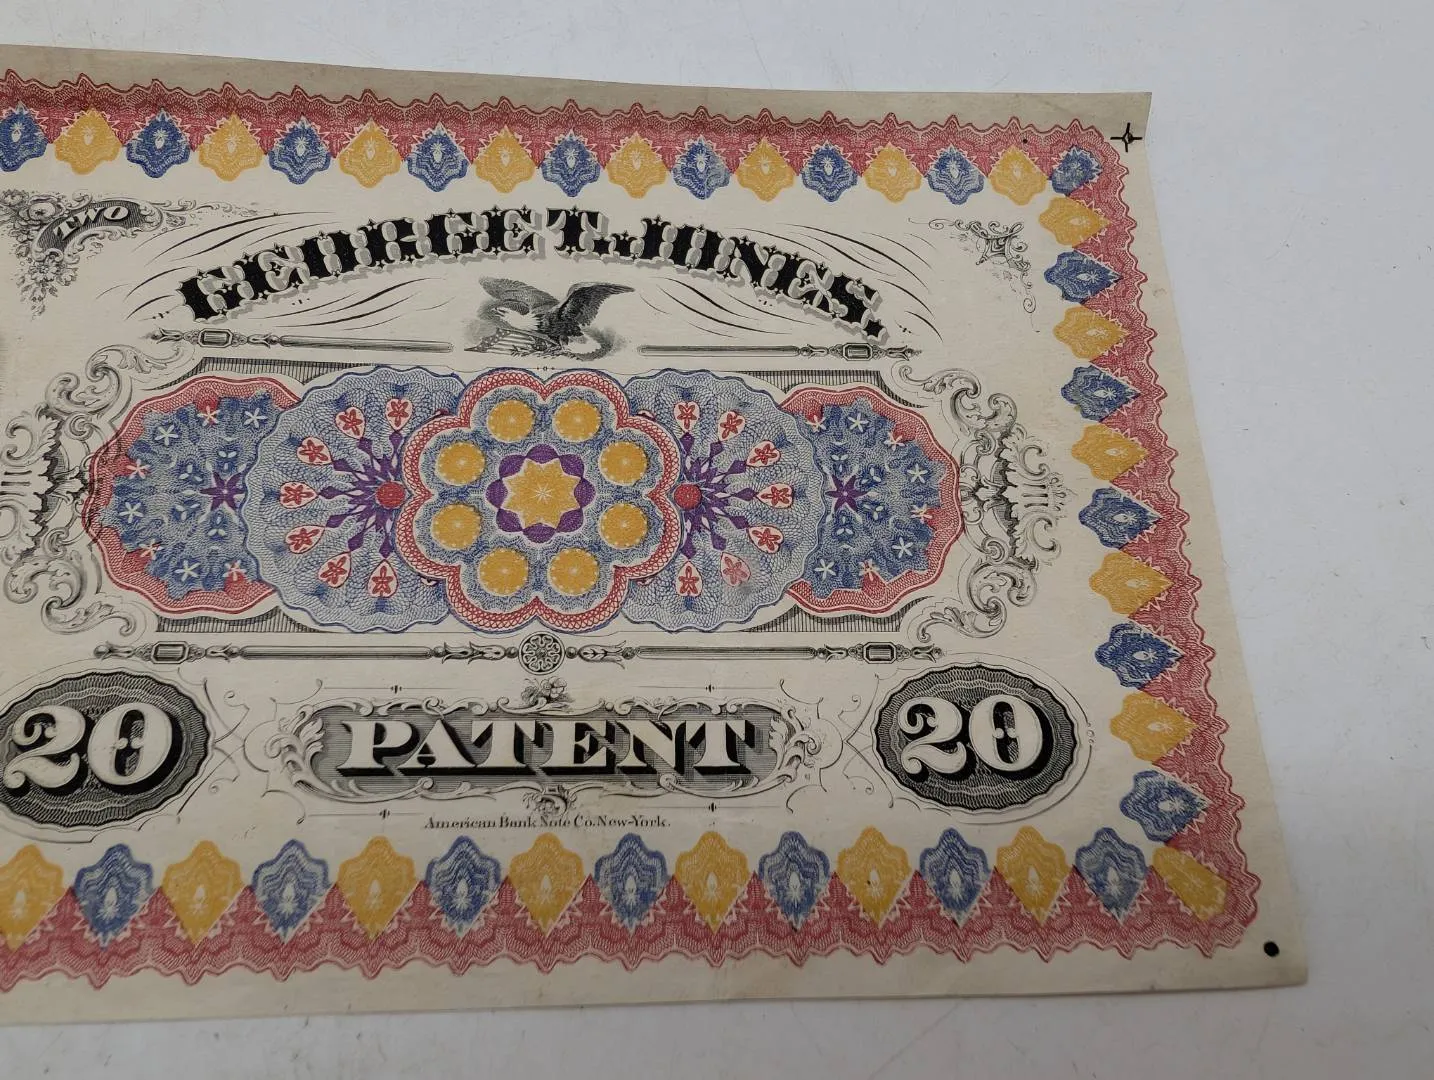 TWO
GEORGE T. JONES.
20 PATENT 20
American Bank Note Co. New-York.